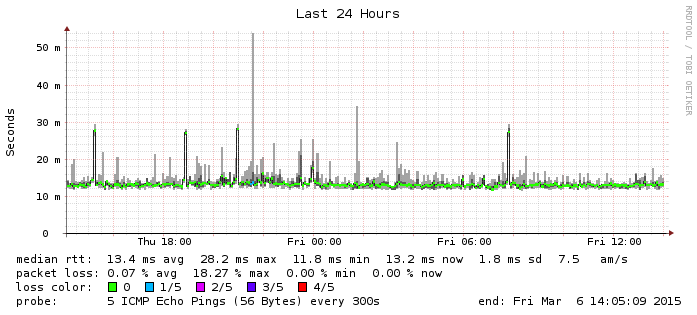 Last 24 Hours
RRDTOOL / TOBI OETIKER
Seconds
50 m
40 m
30 m
20 m
10 m
0
Thu 18:00 Fri 00:00 Fri 06:00 Fri 12:00
median rtt: 13.4 ms avg 28.2 ms max 11.8 ms min 13.2 ms now 1.8 ms sd 7.5 am/s
packet loss: 0.07 % avg 18.27 % max 0.00 % min 0.00 % now
loss color: 0 1/5 2/5 3/5 4/5
probe: 5 ICMP Echo Pings (56 Bytes) every 300s end: Fri Mar 6 14:05:09 2015